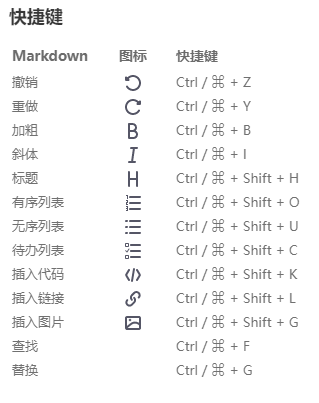 快捷键
Markdown 图标 快捷键
撤销 Ctrl / ⌘ + Z
重做 Ctrl / ⌘ + Y
加粗 B Ctrl / ⌘ + B
斜体 I Ctrl / ⌘ + I
标题 H Ctrl / ⌘ + Shift + H
有序列表 Ctrl / ⌘ + Shift + O
无序列表 Ctrl / ⌘ + Shift + U
待办列表 Ctrl / ⌘ + Shift + C
插入代码 Ctrl / ⌘ + Shift + K
插入链接 Ctrl / ⌘ + Shift + L
插入图片 Ctrl / ⌘ + Shift + G
查找 Ctrl / ⌘ + F
替换 Ctrl / ⌘ + G